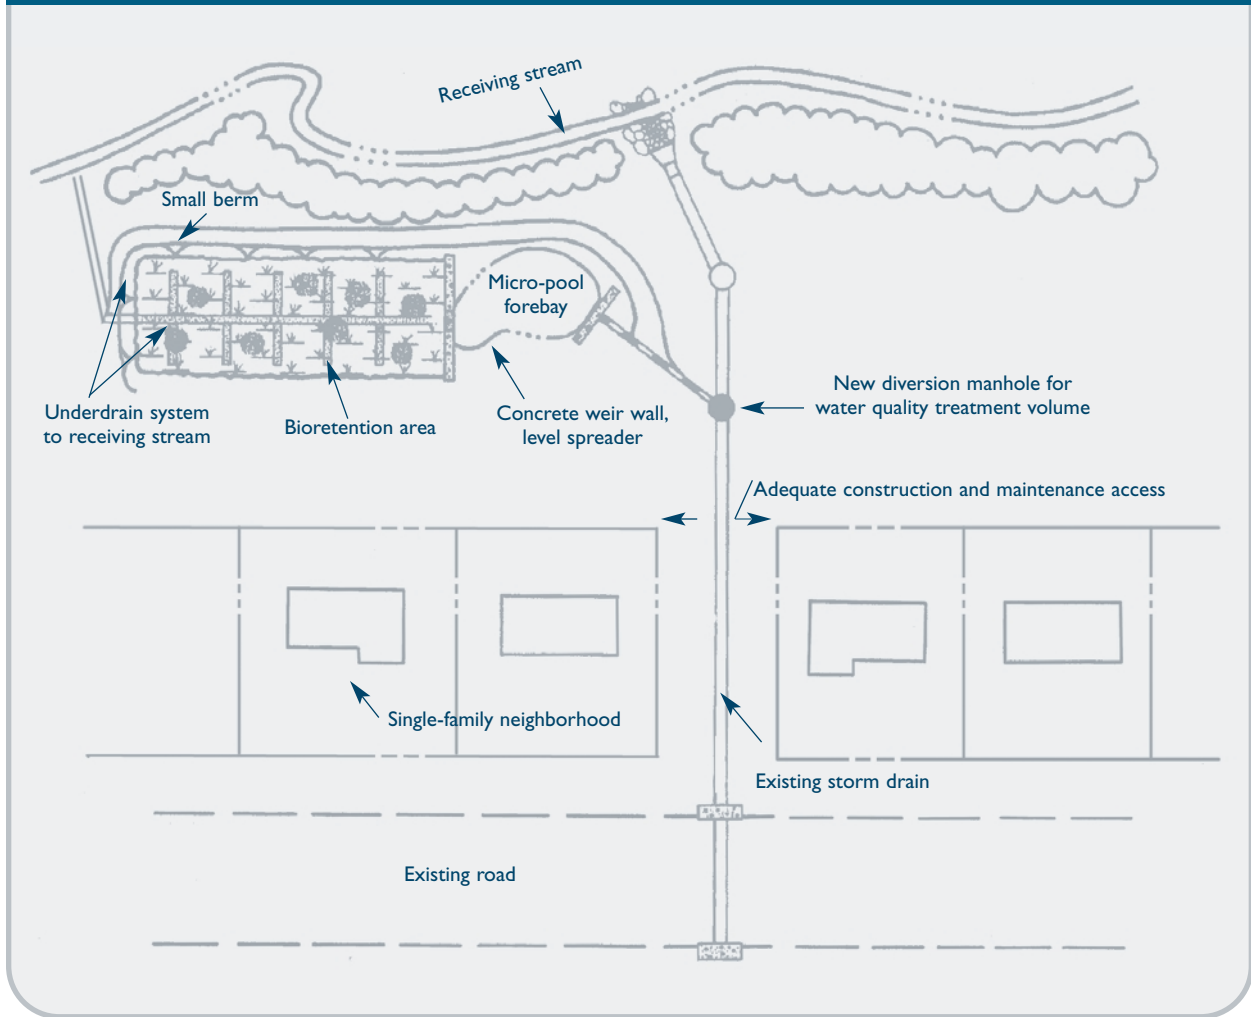 Receiving stream
Small berm
Micro-pool
forebay
New diversion manhole for
water quality treatment volume
Underdrain system
to receiving stream
Bioretention area
Concrete weir wall,
level spreader
Adequate construction and maintenance access
Single-family neighborhood
Existing storm drain
Existing road